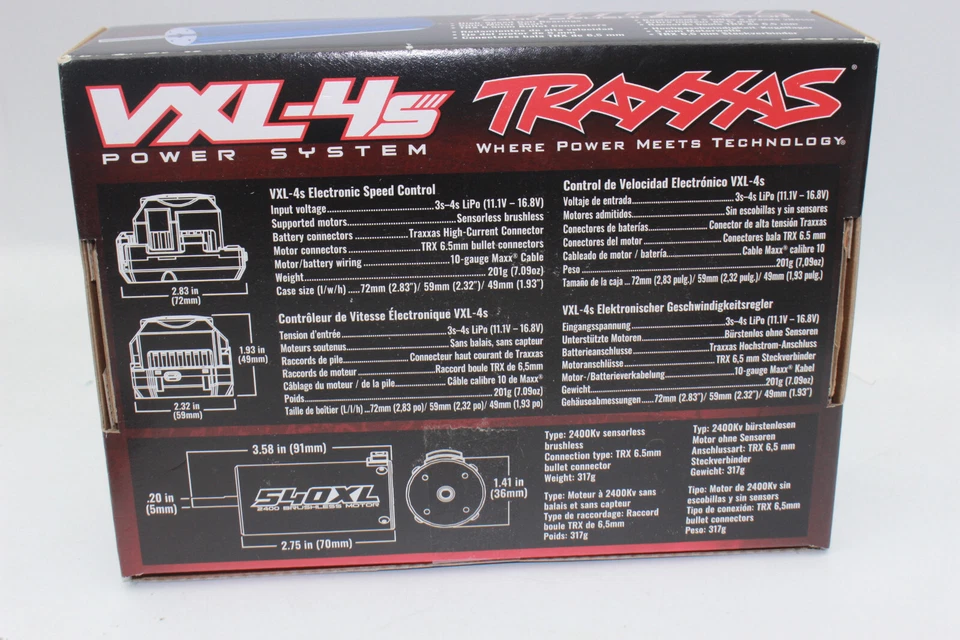 TRX 6,5 mm Steckverbinder
Conectores bala TRX de 6,5 mm
VXL-4s
POWER SYSTEM
TRAXXAS®
WHERE POWER MEETS TECHNOLOGY®
VXL-4s Electronic Speed Control
Input voltage 3s–4s LiPo (11.1V – 16.8V)
Supported motors Sensorless brushless
Battery connectors Traxxas High-Current Connector
Motor connectors TRX 6.5mm bullet connectors
Motor/battery wiring 10-gauge Maxx® Cable
Weight 201g (7.09oz)
Case size (l/w/h) 72mm (2.83”)/ 59mm (2.32”)/ 49mm (1.93”)
Control de Velocidad Electrónico VXL-4s
Voltaje de entrada 3s–4s LiPo (11.1V – 16.8V)
Motores admitidos Sin escobillas y sin sensores
Conectores de baterías Conector de alta tensión Traxxas
Conectores del motor Conectores bala TRX 6.5 mm
Cableado de motor / batería Cable Maxx® calibre 10
Peso 201g (7,09oz)
Tamaño de la caja 72mm (2,83 pulg.)/ 59mm (2,32 pulg.)/ 49mm (1,93 pulg.)
2.83 in
(72mm)
Contrôleur de Vitesse Électronique VXL-4s
Tension d'entrée 3s–4s LiPo (11.1V – 16.8V)
Moteurs soutenus Sans balais, sans capteur
Raccords de pile Connecteur haut courant de Traxxas
Raccords de moteur Raccord boule TRX de 6,5mm
Câblage du moteur / de la pile Câble calibre 10 de Maxx®
Poids 201g (7.09oz)
Taille de boîtier (L/l/h) 72mm (2,83 po)/ 59mm (2,32 po)/ 49mm (1,93 po)
VXL-4s Elektronischer Geschwindigkeitsregler
Eingangsspannung 3s–4s LiPo (11.1V – 16.8V)
Unterstützte Motoren Bürstenlos ohne Sensoren
Batterieanschlusse Traxxas Hochstrom-Anschluss
Motoranschlüsse TRX 6,5 mm Steckverbinder
Motor-/Batterieverkabelung 10-gauge Maxx® Kabel
Gewicht 201g (7.09oz)
Gehäuseabmessungen 72mm (2.83”)/ 59mm (2.32”)/ 49mm (1.93”)
1.93 in
(49mm)
2.32 in
(59mm)
3.58 in (91mm)
.20 in
(5mm)
540XL
2400 BRUSHLESS MOTOR
2.75 in (70mm)
1.41 in
(36mm)
Type: 2400Kv sensorless
brushless
Connection type: TRX 6.5mm
bullet connector
Weight: 317g
Type: Moteur à 2400Kv sans
balais et sans capteur
Type de raccordage: Raccord
boule TRX de 6,5mm
Poids: 317g
Typ: 2400Kv bürstenlosen
Motor ohne Sensoren
Anschlussart: TRX 6,5 mm
Steckverbinder
Gewicht: 317g
Tipo: Motor de 2400Kv sin
escobillas y sin sensors
Tipo de conexión: TRX 6,5mm
bullet connectors
Peso: 317g